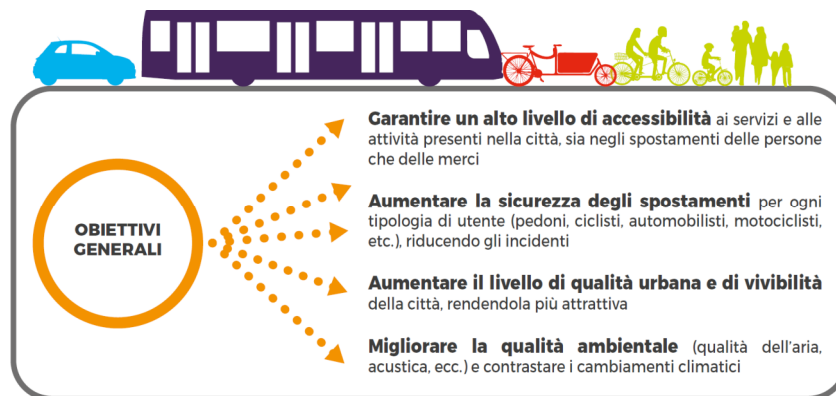 OBIETTIVI
GENERALI
Garantire un alto livello di accessibilità ai servizi e alle
attività presenti nella città, sia negli spostamenti delle persone
che delle merci
Aumentare la sicurezza degli spostamenti per ogni
tipologia di utente (pedoni, ciclisti, automobilisti, motociclisti,
etc.), riducendo gli incidenti
Aumentare il livello di qualità urbana e di vivibilità
della città, rendendola più attrattiva
Migliorare la qualità ambientale (qualità dell'aria,
acustica, ecc.) e contrastare i cambiamenti climatici